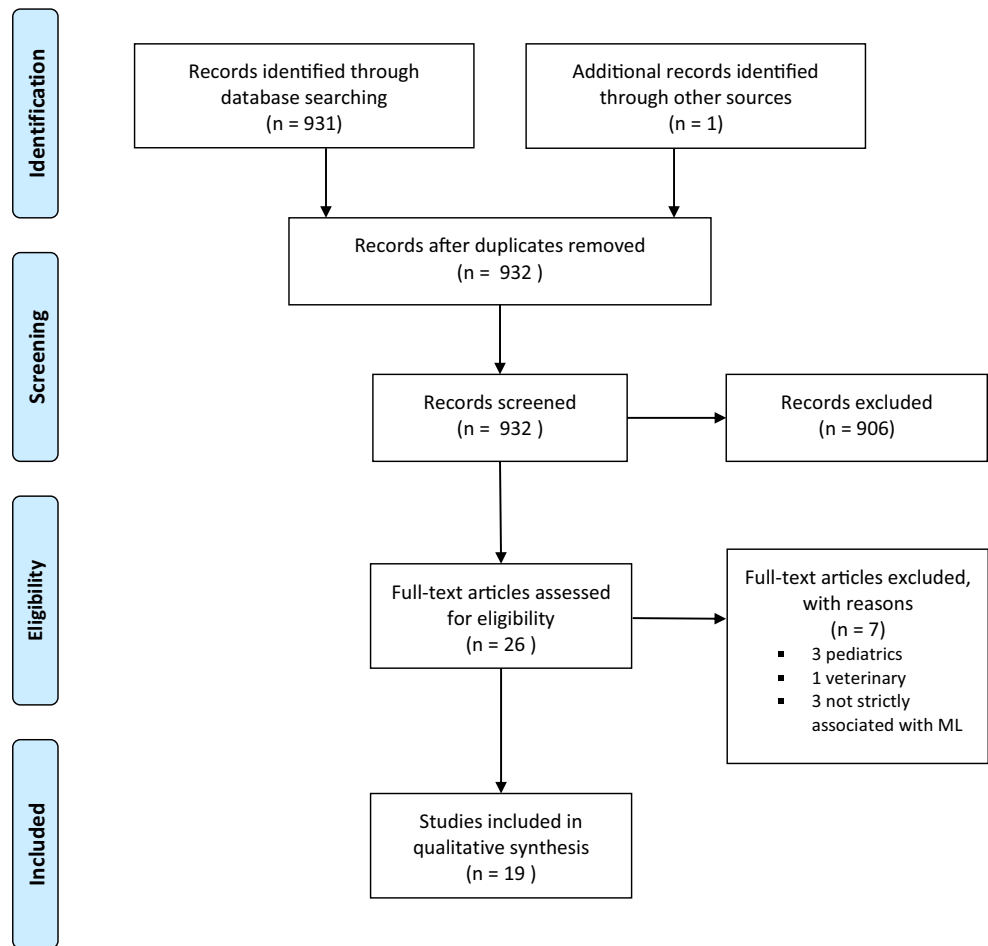 Identification
Records identified through
database searching
(n = 931)
Additional records identified
through other sources
(n = 1)
Records after duplicates removed
(n = 932 )
Screening
Records screened
(n = 932 )
Records excluded
(n = 906)
Eligibility
Full-text articles assessed
for eligibility
(n = 26 )
Full-text articles excluded,
with reasons
(n = 7)
▪ 3 pediatrics
▪ 1 veterinary
▪ 3 not strictly
associated with ML
Included
Studies included in
qualitative synthesis
(n = 19 )